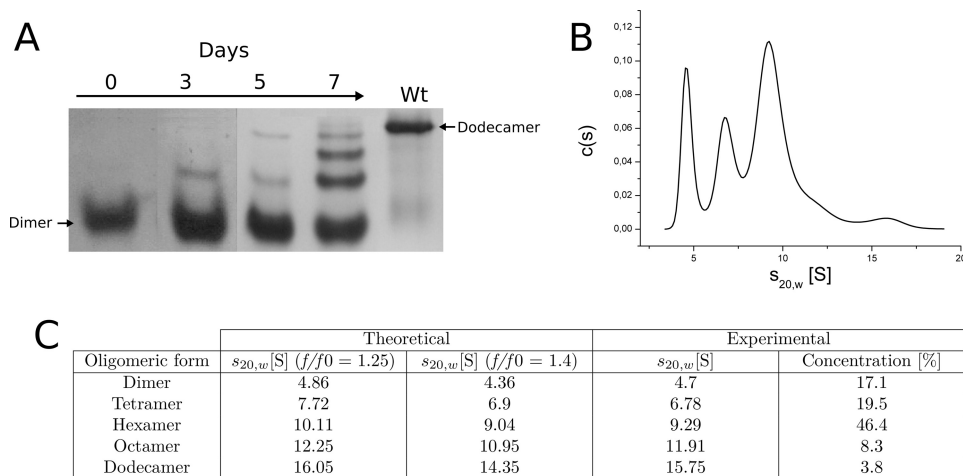 A
Days
0 3 5 7 Wt
Dodecamer
Dimer
B
0,12
0,10
0,08
0,06
0,04
0,02
0,00
c(s)
5 10 15 20
s20,w [S]
C
Theoretical Experimental
Oligomeric form s20,w[S] (f/f0 = 1.25) s20,w[S] (f/f0 = 1.4) s20,w[S] Concentration [%]
Dimer 4.86 4.36 4.7 17.1
Tetramer 7.72 6.9 6.78 19.5
Hexamer 10.11 9.04 9.29 46.4
Octamer 12.25 10.95 11.91 8.3
Dodecamer 16.05 14.35 15.75 3.8